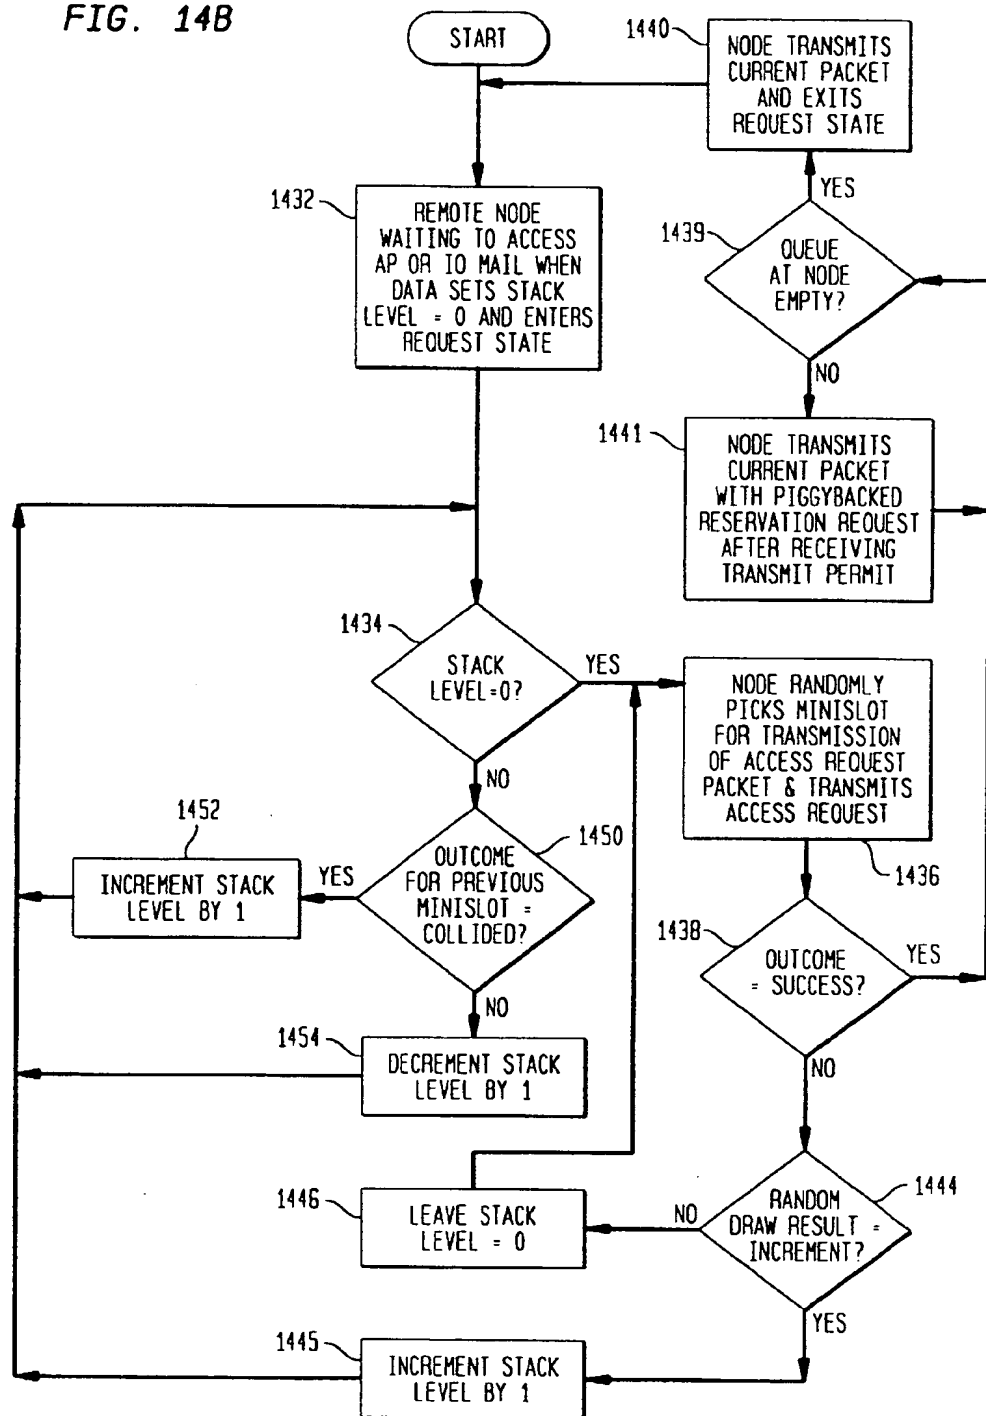 FIG. 14B
START
1440
NODE TRANSMITS
CURRENT PACKET
AND EXITS
REQUEST STATE
YES
1432
REMOTE NODE
WAITING TO ACCESS
AP OR IO MAIL WHEN
DATA SETS STACK
LEVEL = 0 AND ENTERS
REQUEST STATE
1439
QUEUE
AT NODE
EMPTY?
NO
1441
NODE TRANSMITS
CURRENT PACKET
WITH PIGGYBACKED
RESERVATION REQUEST
AFTER RECEIVING
TRANSMIT PERMIT
1434
STACK
LEVEL=0?
YES
NO
NODE RANDOMLY
PICKS MINISLOT
FOR TRANSMISSION
OF ACCESS REQUEST
PACKET & TRANSMITS
ACCESS REQUEST
1436
1452
INCREMENT STACK
LEVEL BY 1
YES
1450
OUTCOME
FOR PREVIOUS
MINISLOT =
COLLIDED?
NO
1438
OUTCOME
= SUCCESS?
YES
NO
1454
DECREMENT STACK
LEVEL BY 1
1446
LEAVE STACK
LEVEL = 0
NO
1444
RANDOM
DRAW RESULT =
INCREMENT?
YES
1445
INCREMENT STACK
LEVEL BY 1